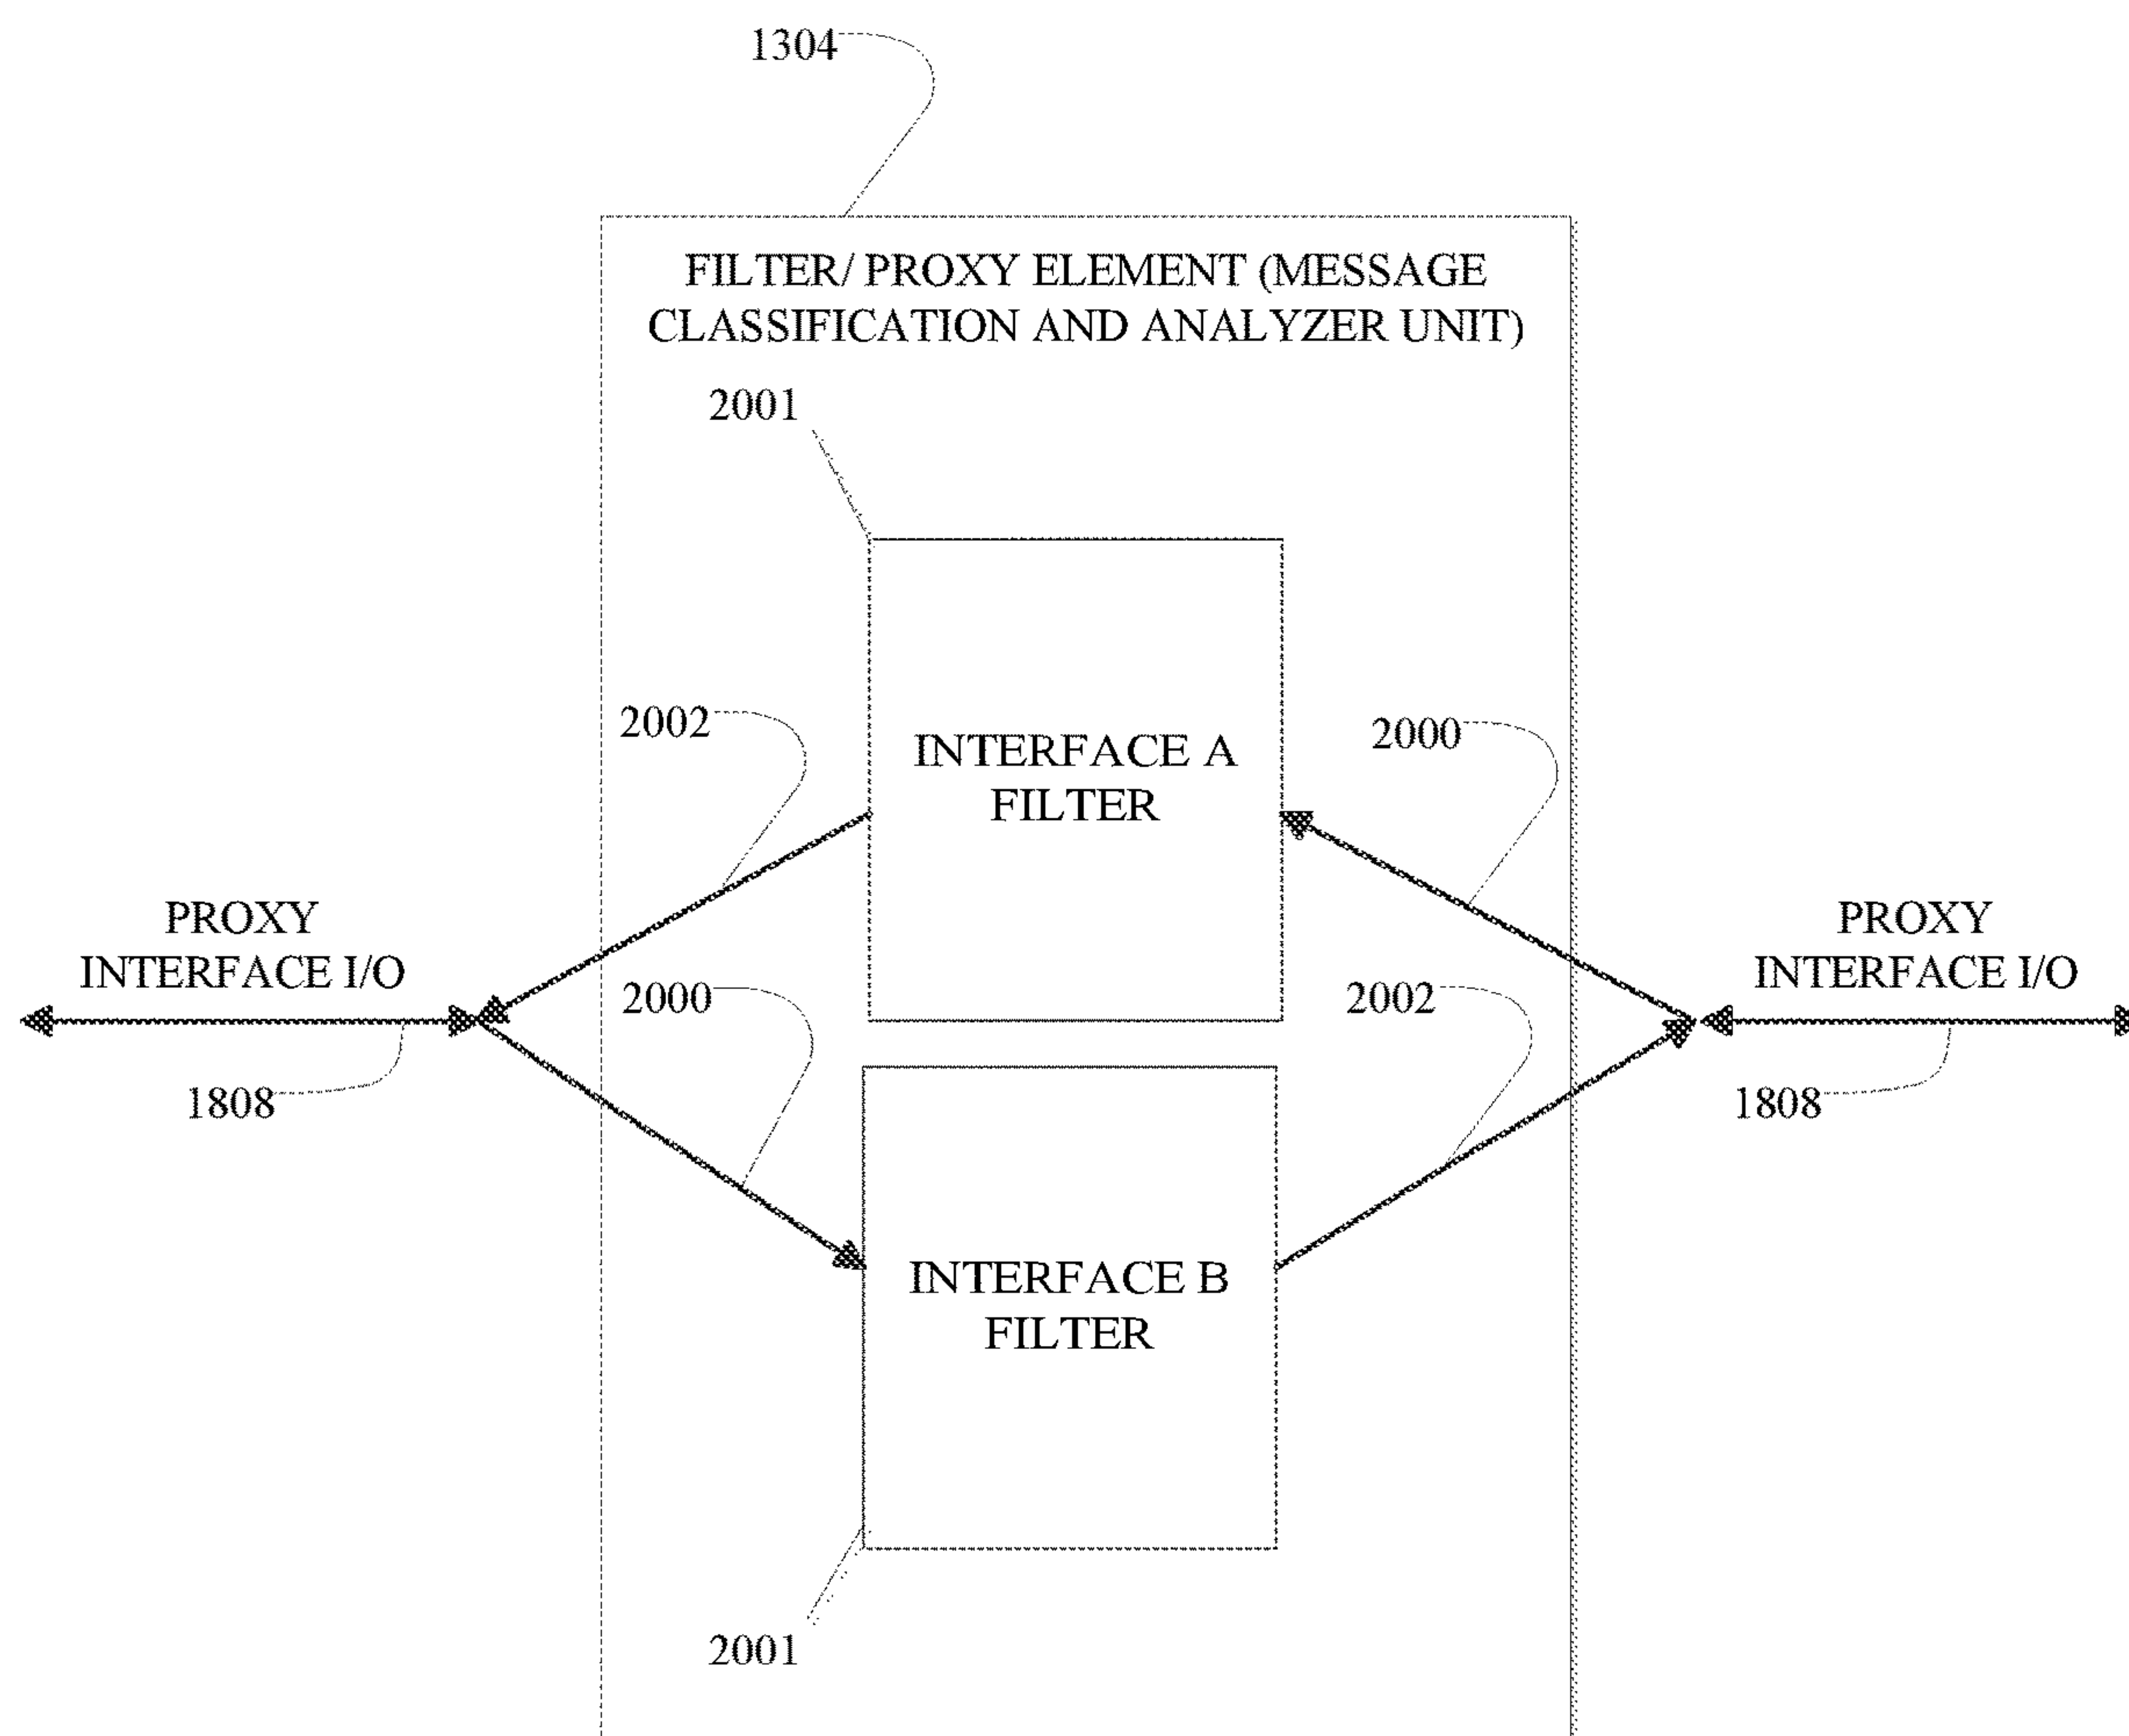 1304
FILTER/ PROXY ELEMENT (MESSAGE
CLASSIFICATION AND ANALYZER UNIT)
2001
2002
2000
INTERFACE A
FILTER
PROXY
INTERFACE I/O
PROXY
INTERFACE I/O
2000
2002
1808
1808
INTERFACE B
FILTER
2001